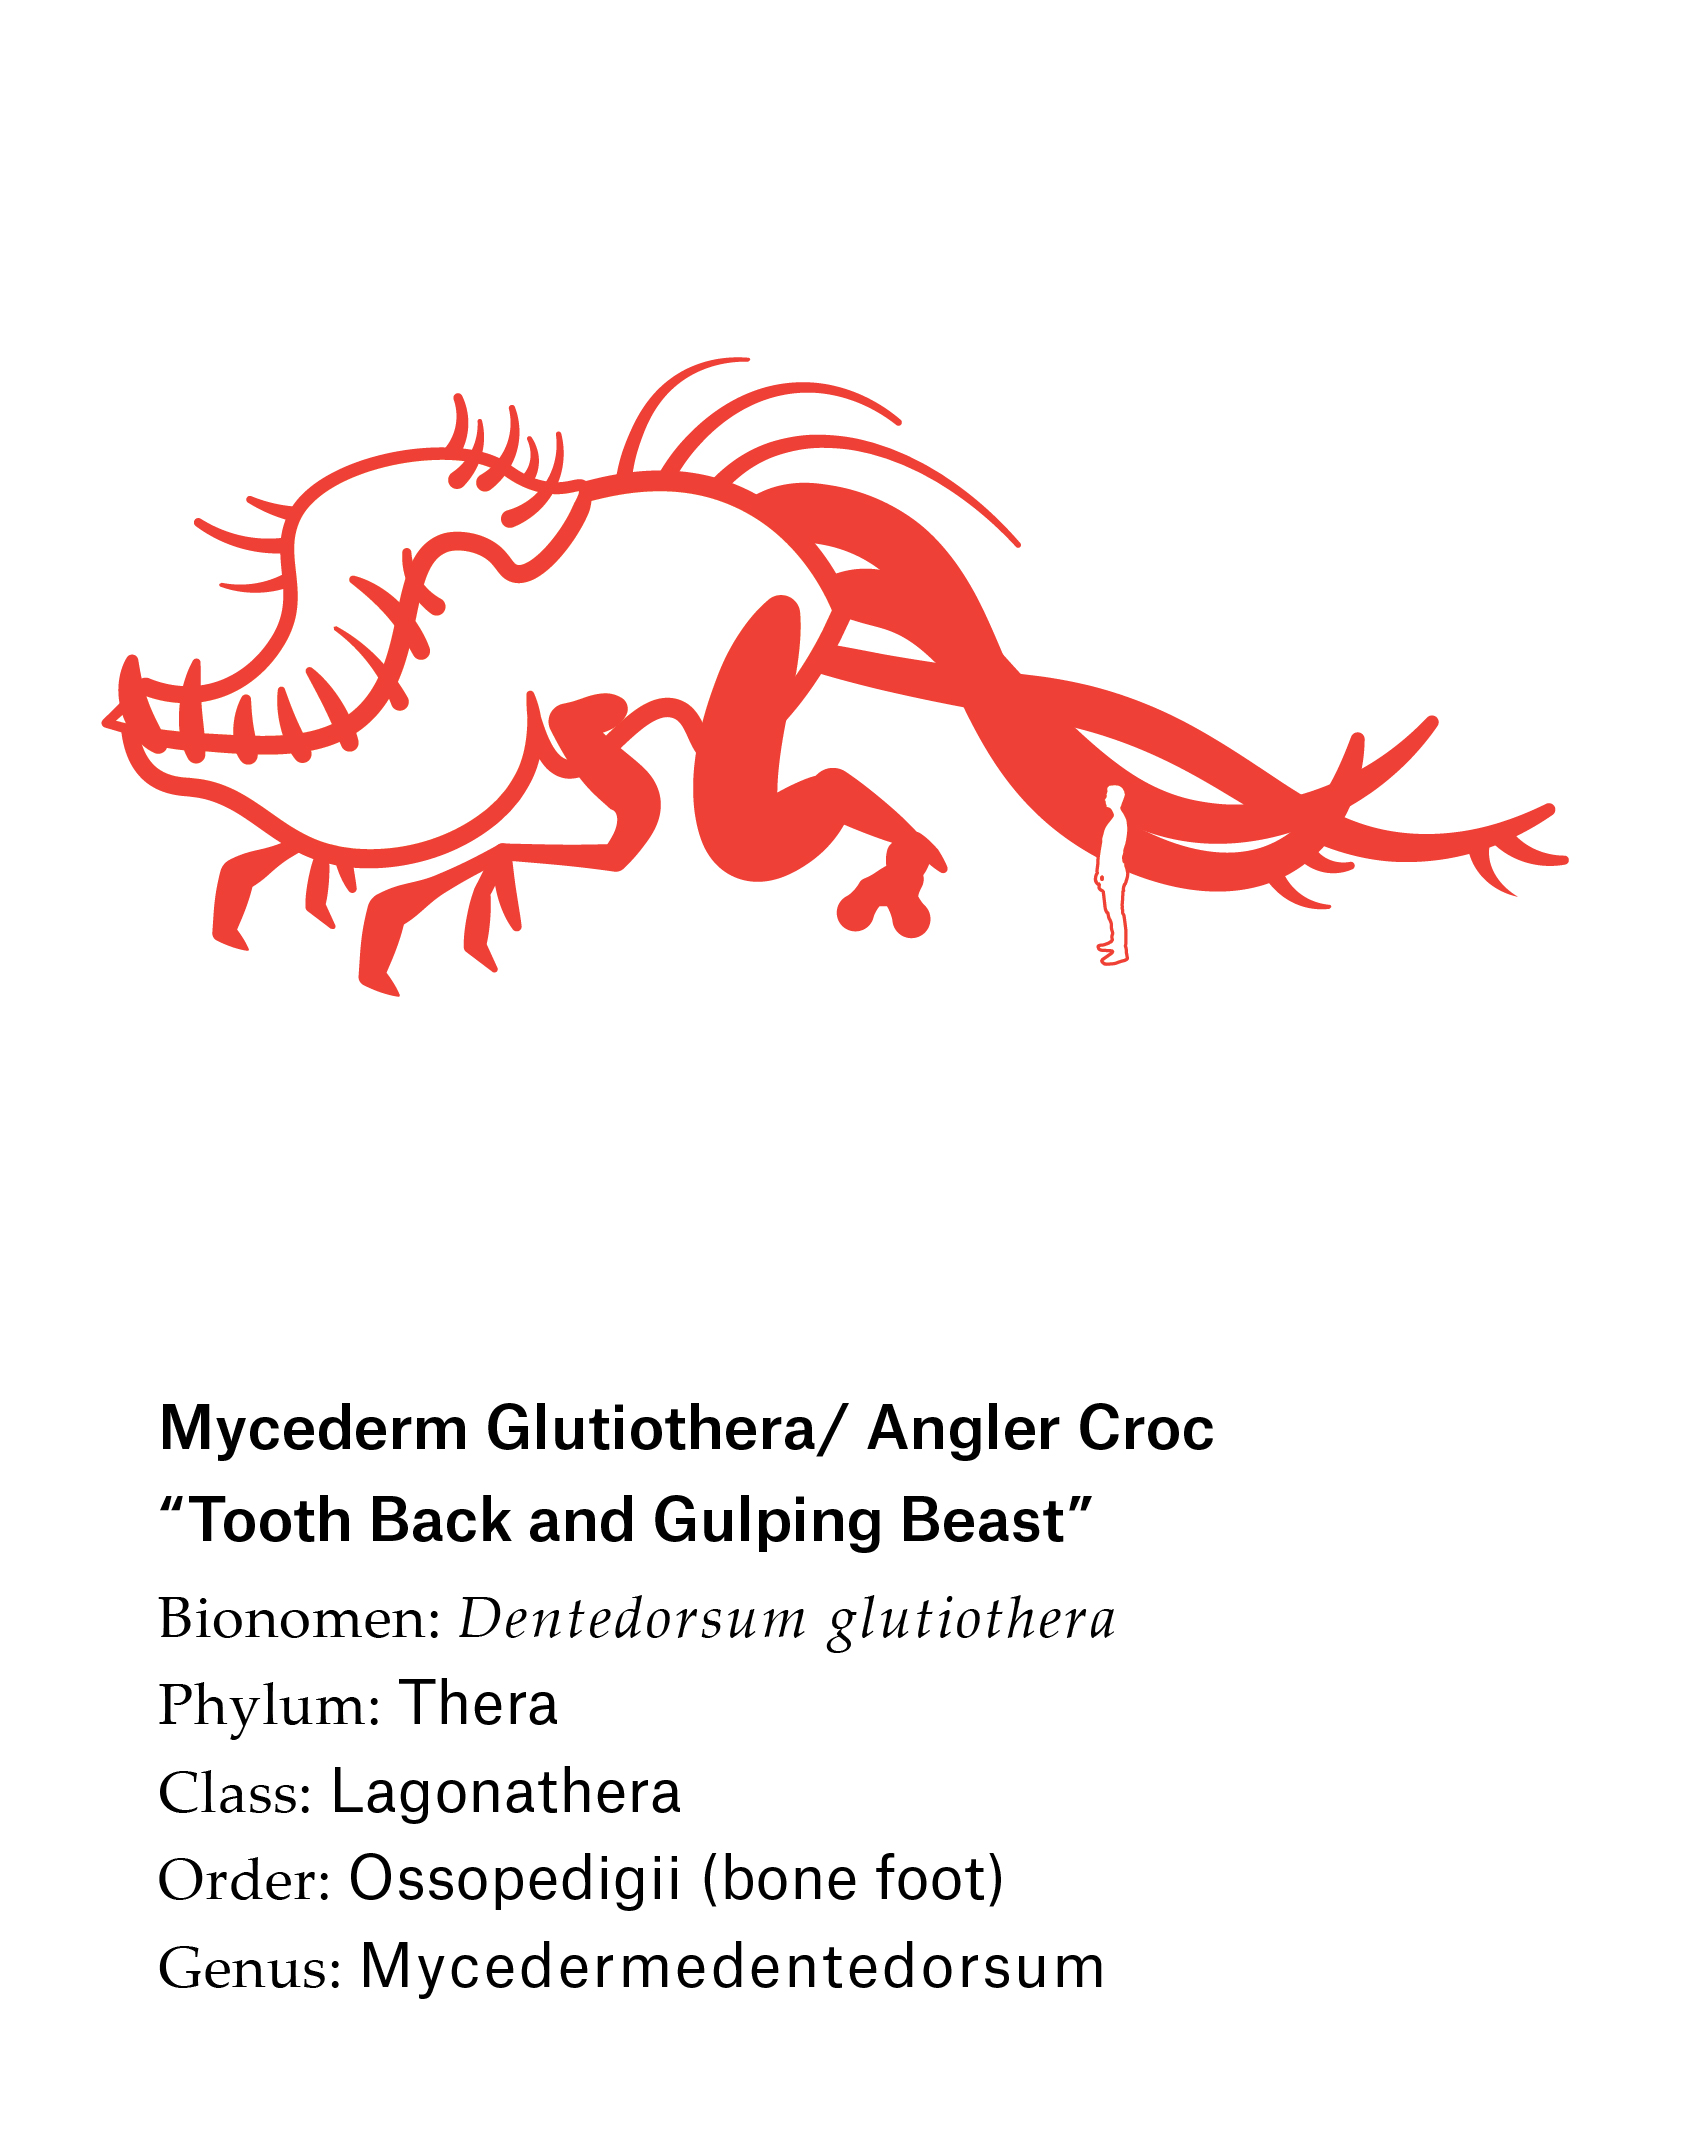 Mycederm Glutiothera/ Angler Croc
“Tooth Back and Gulping Beast”
Bionomen: Dentedorsum glutiothera
Phylum: Thera
Class: Lagonathera
Order: Ossopedigii (bone foot)
Genus: Mycedermedentedorsum